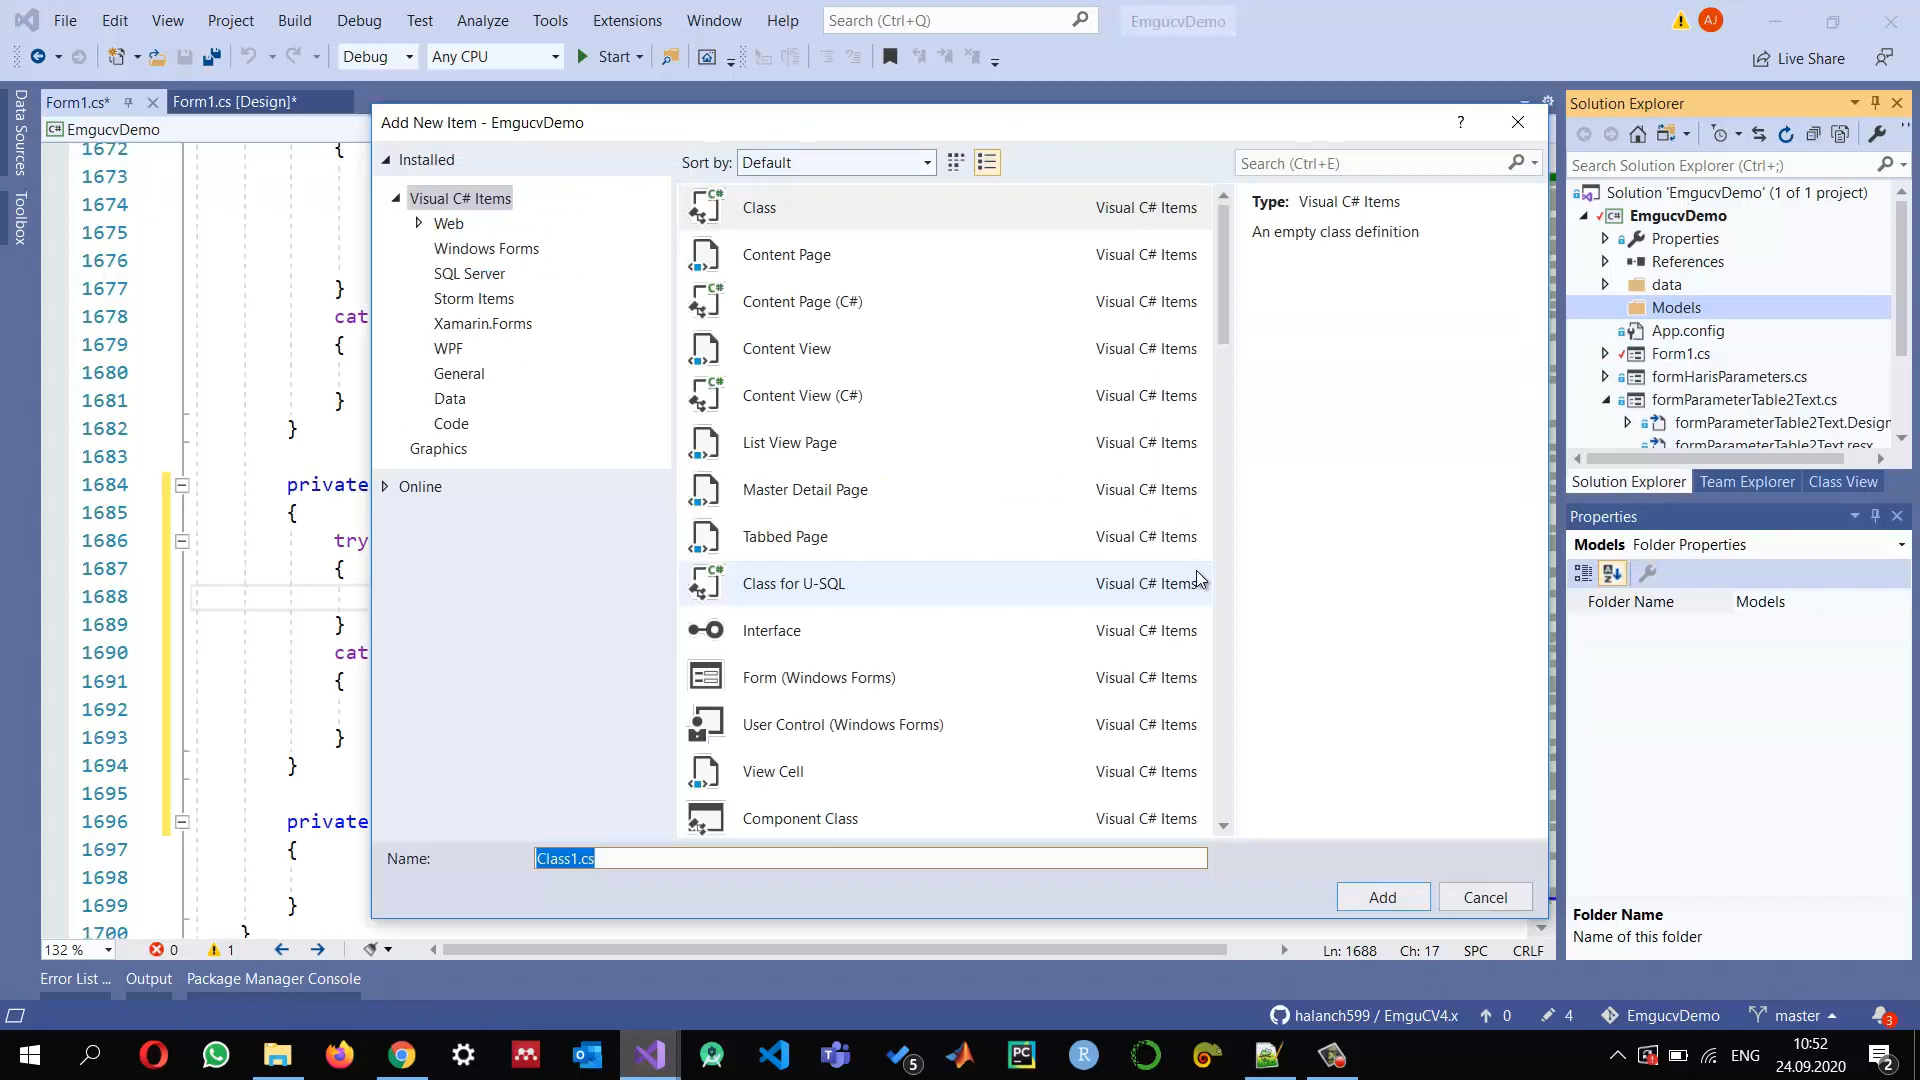 File Edit View Project Build Debug Test Analyze Tools Extensions Window Help Search (Ctrl+Q) EmgucvDemo AJ
Debug Any CPU Start Live Share
Data Sources
Toolbox
Form1.cs* Form1.cs [Design]*
C# EmgucvDemo
1672 {
1673
1674
1675
1676
1677 }
1678 cat
1679 {
1680
1681 }
1682 }
1683
1684 private
1685 {
1686 try
1687 {
1688
1689 }
1690 cat
1691 {
1692
1693 }
1694 }
1695
1696 private
1697 {
1698
1699 }
1700 }
132 % 0 1 Ln: 1688 Ch: 17 SPC CRLF
Add New Item - EmgucvDemo ?
Installed
Sort by: Default
Search (Ctrl+E)
Visual C# Items
Web
Windows Forms
SQL Server
Storm Items
Xamarin.Forms
WPF
General
Data
Code
Graphics
Online
Class Visual C# Items
Content Page Visual C# Items
Content Page (C#) Visual C# Items
Content View Visual C# Items
Content View (C#) Visual C# Items
List View Page Visual C# Items
Master Detail Page Visual C# Items
Tabbed Page Visual C# Items
Class for U-SQL Visual C# Items
Interface Visual C# Items
Form (Windows Forms) Visual C# Items
User Control (Windows Forms) Visual C# Items
View Cell Visual C# Items
Component Class Visual C# Items
Type: Visual C# Items
An empty class definition
Name: Class1.cs
Add Cancel
Solution Explorer
Search Solution Explorer (Ctrl+;)
Solution 'EmgucvDemo' (1 of 1 project)
C# EmgucvDemo
Properties
References
data
Models
App.config
Form1.cs
formHarisParameters.cs
formParameterTable2Text.cs
formParameterTable2Text.Design
formParameterTable2Text.resx
Solution Explorer Team Explorer Class View
Properties
Models Folder Properties
Folder Name Models
Folder Name
Name of this folder
Error List ... Output Package Manager Console
halanch599 / EmguCV4.x 0 4 EmgucvDemo master 3
5 PC R ENG 10:52
24.09.2020 2